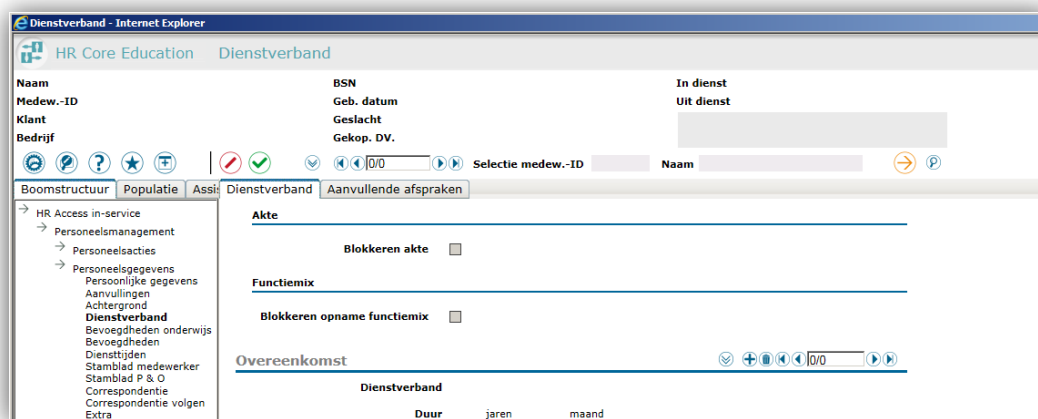 Dienstverband - Internet Explorer
HR Core Education Dienstverband
Naam BSN In dienst
Medew.-ID Geb. datum Uit dienst
Klant Geslacht
Bedrijf Gekop. DV.
0/0 Selectie medew.-ID Naam
Boomstructuur Populatie Assi Dienstverband Aanvullende afspraken
HR Access in-service
Personeelsmanagement
Personeelsacties
Personeelsgegevens
Persoonlijke gegevens
Aanvullingen
Achtergrond
Dienstverband
Bevoegdheden onderwijs
Bevoegdheden
Diensttijden
Stamblad medewerker
Stamblad P & O
Correspondentie
Correspondentie volgen
Extra
Akte
Blokkeren akte
Functiemix
Blokkeren opname functiemix
Overeenkomst 0/0
Dienstverband
Duur jaren maand